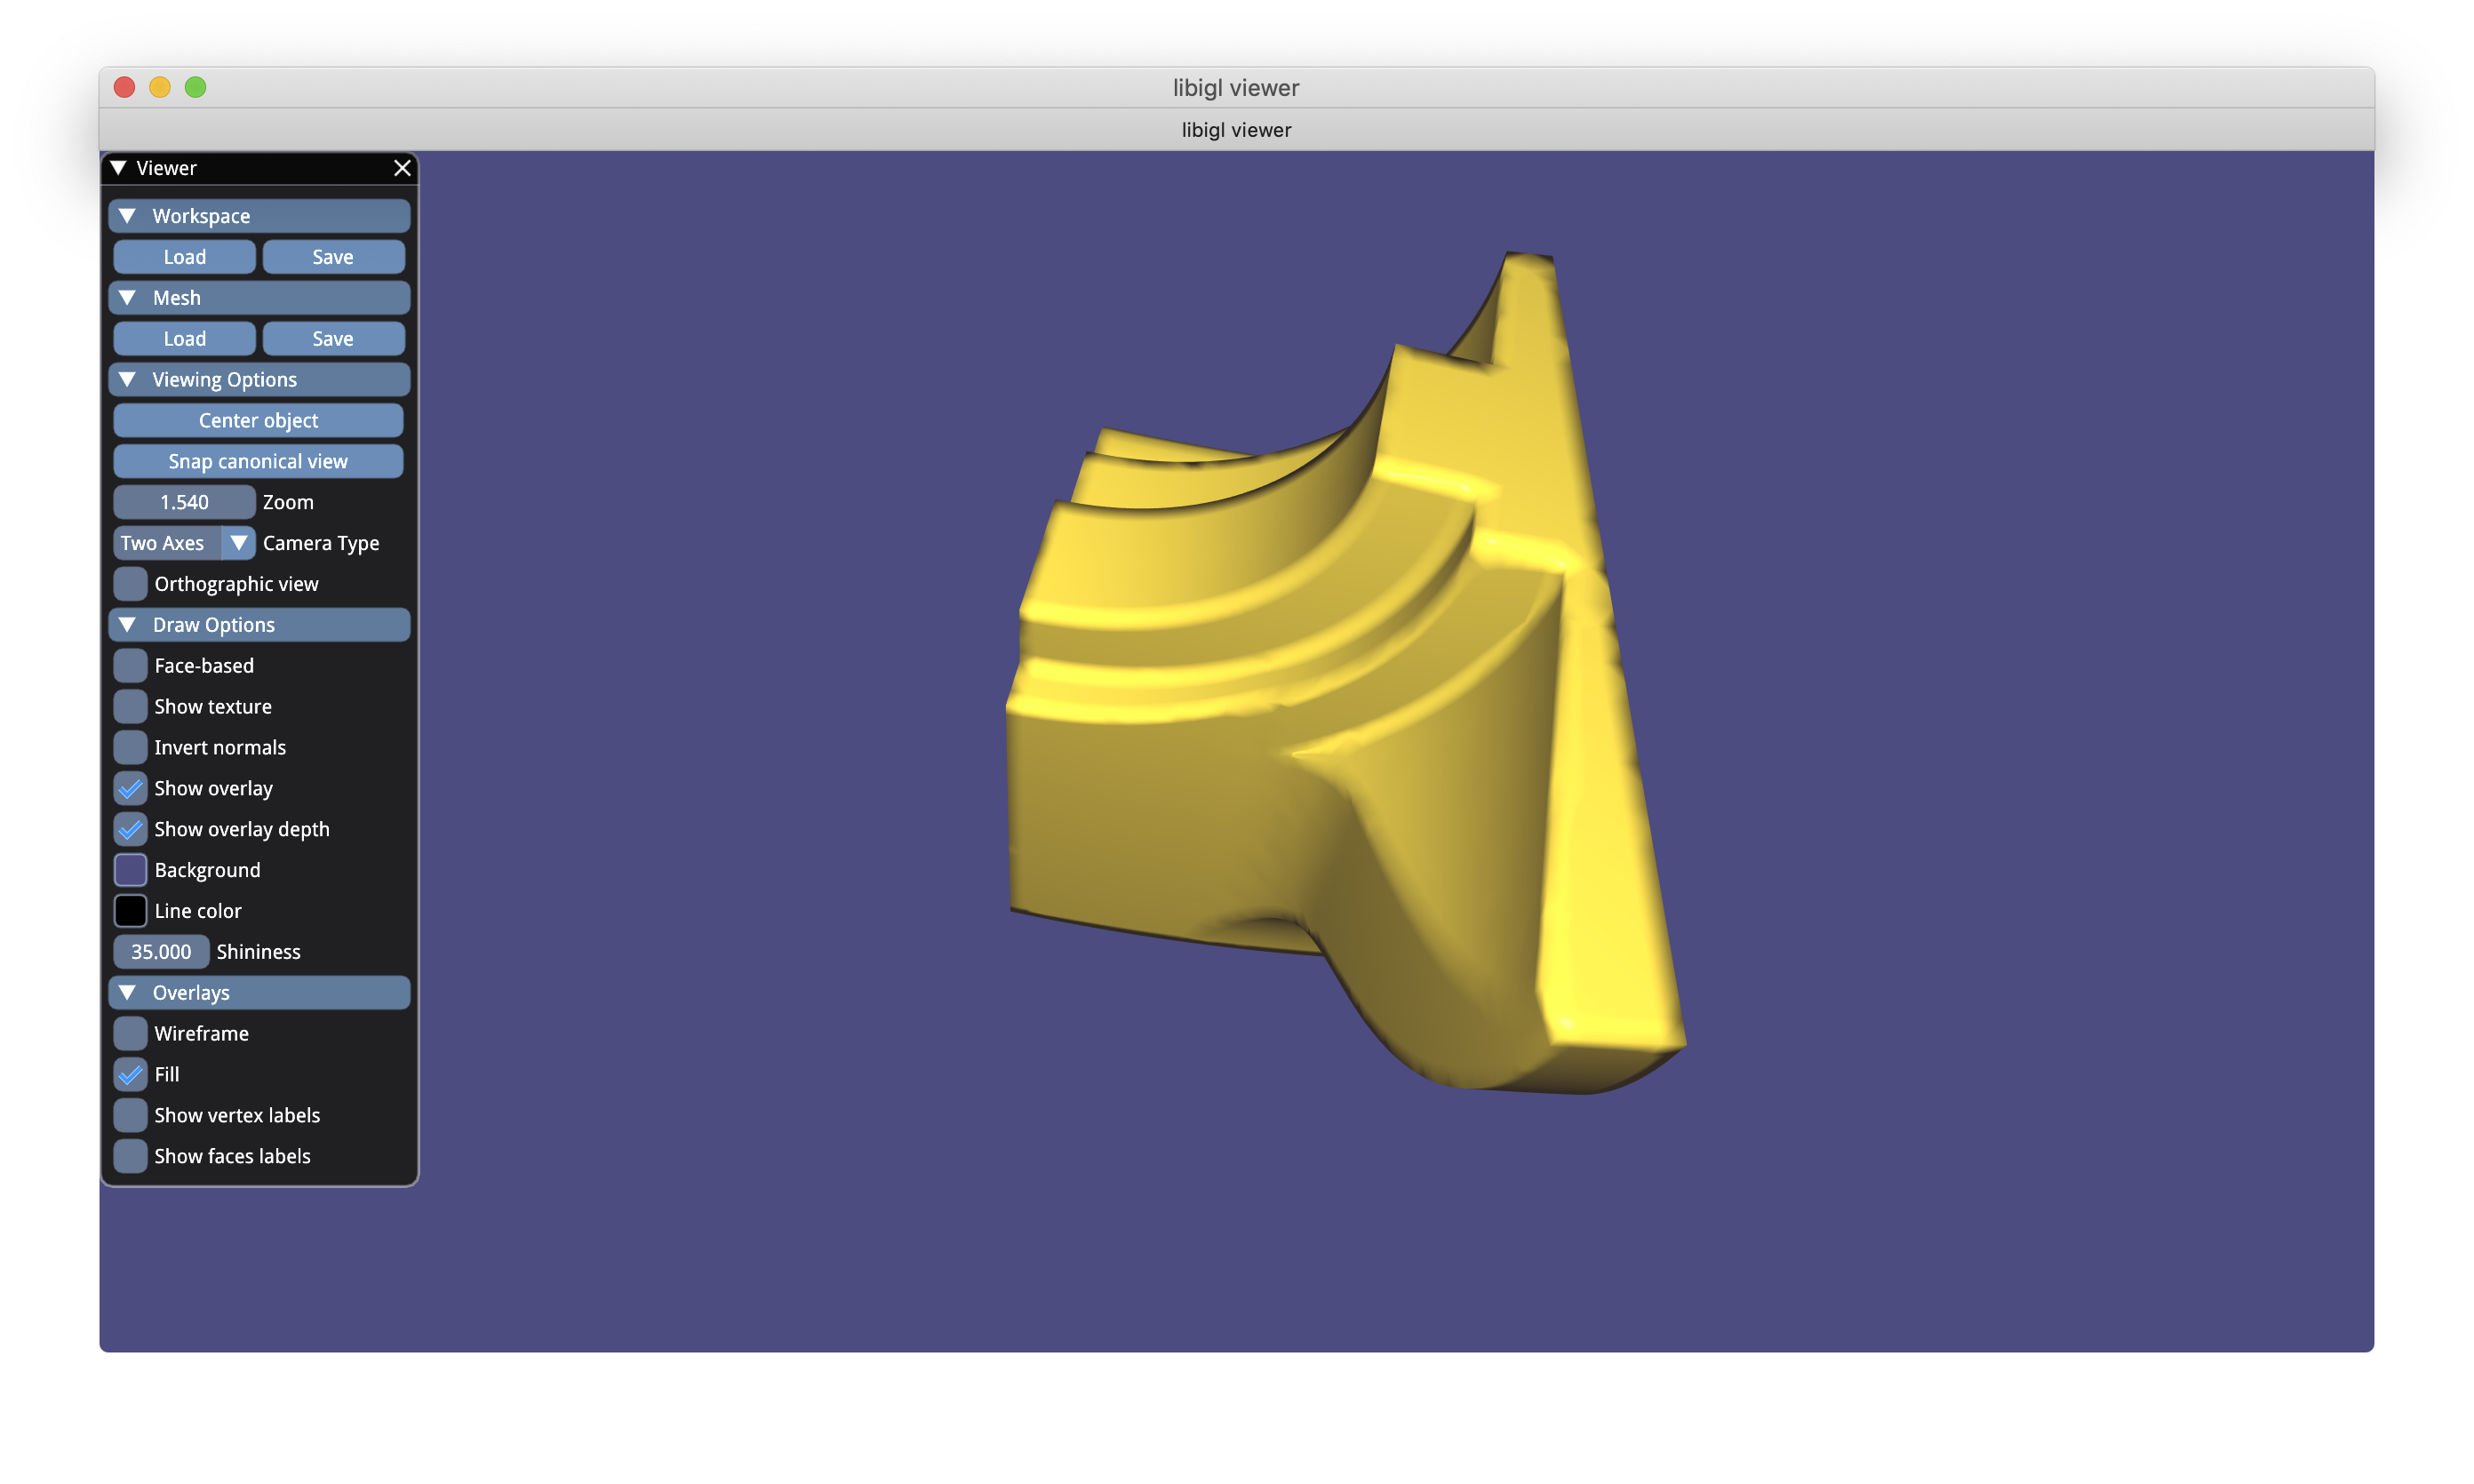 libigl viewer
libigl viewer
Viewer
Workspace
Load Save
Mesh
Load Save
Viewing Options
Center object
Snap canonical view
1.540 Zoom
Two Axes Camera Type
Orthographic view
Draw Options
Face-based
Show texture
Invert normals
Show overlay
Show overlay depth
Background
Line color
35.000 Shininess
Overlays
Wireframe
Fill
Show vertex labels
Show faces labels